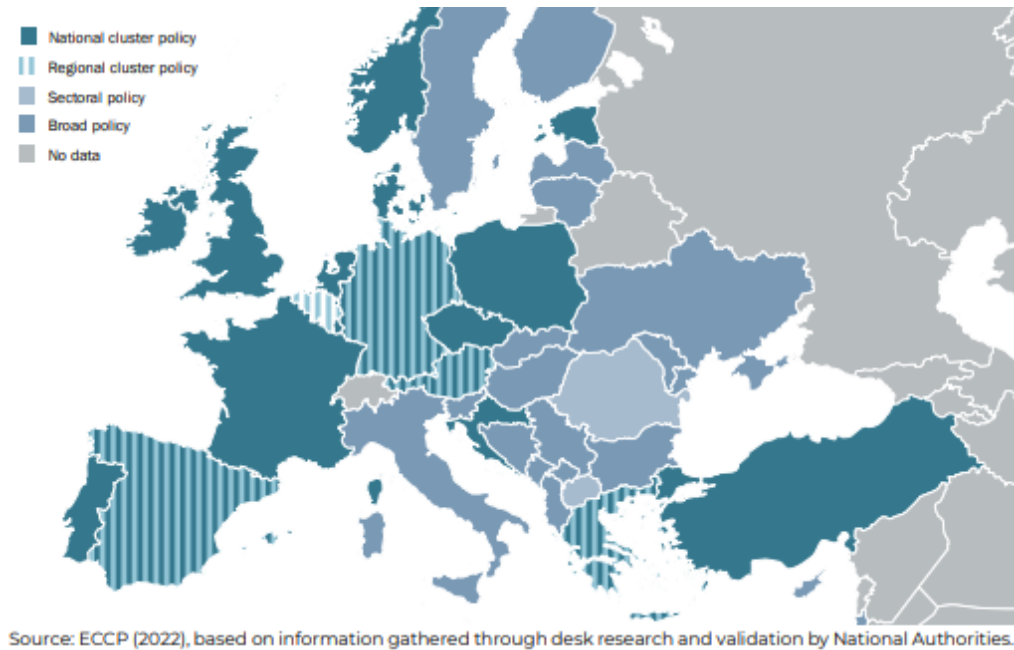 National cluster policy
Regional cluster policy
Sectoral policy
Broad policy
No data
Source: ECCP (2022), based on information gathered through desk research and validation by National Authorities.